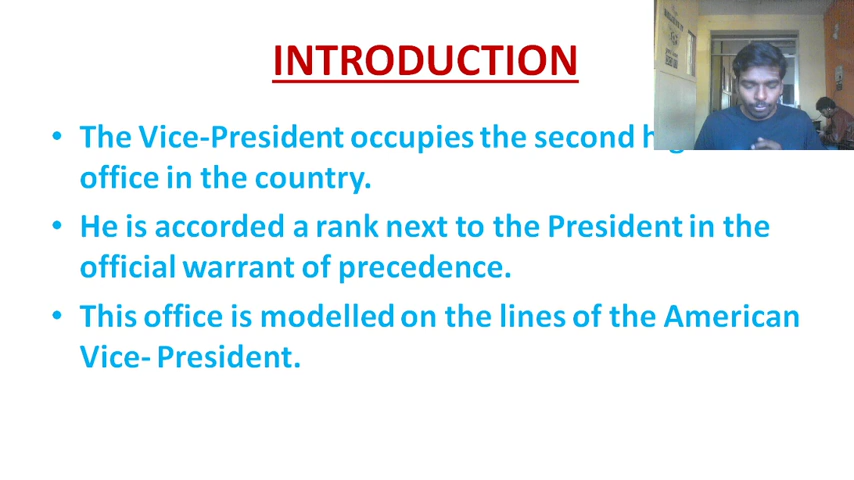 INTRODUCTION
• The Vice-President occupies the second
office in the country.
• He is accorded a rank next to the President in the
official warrant of precedence.
• This office is modelled on the lines of the American
Vice- President.